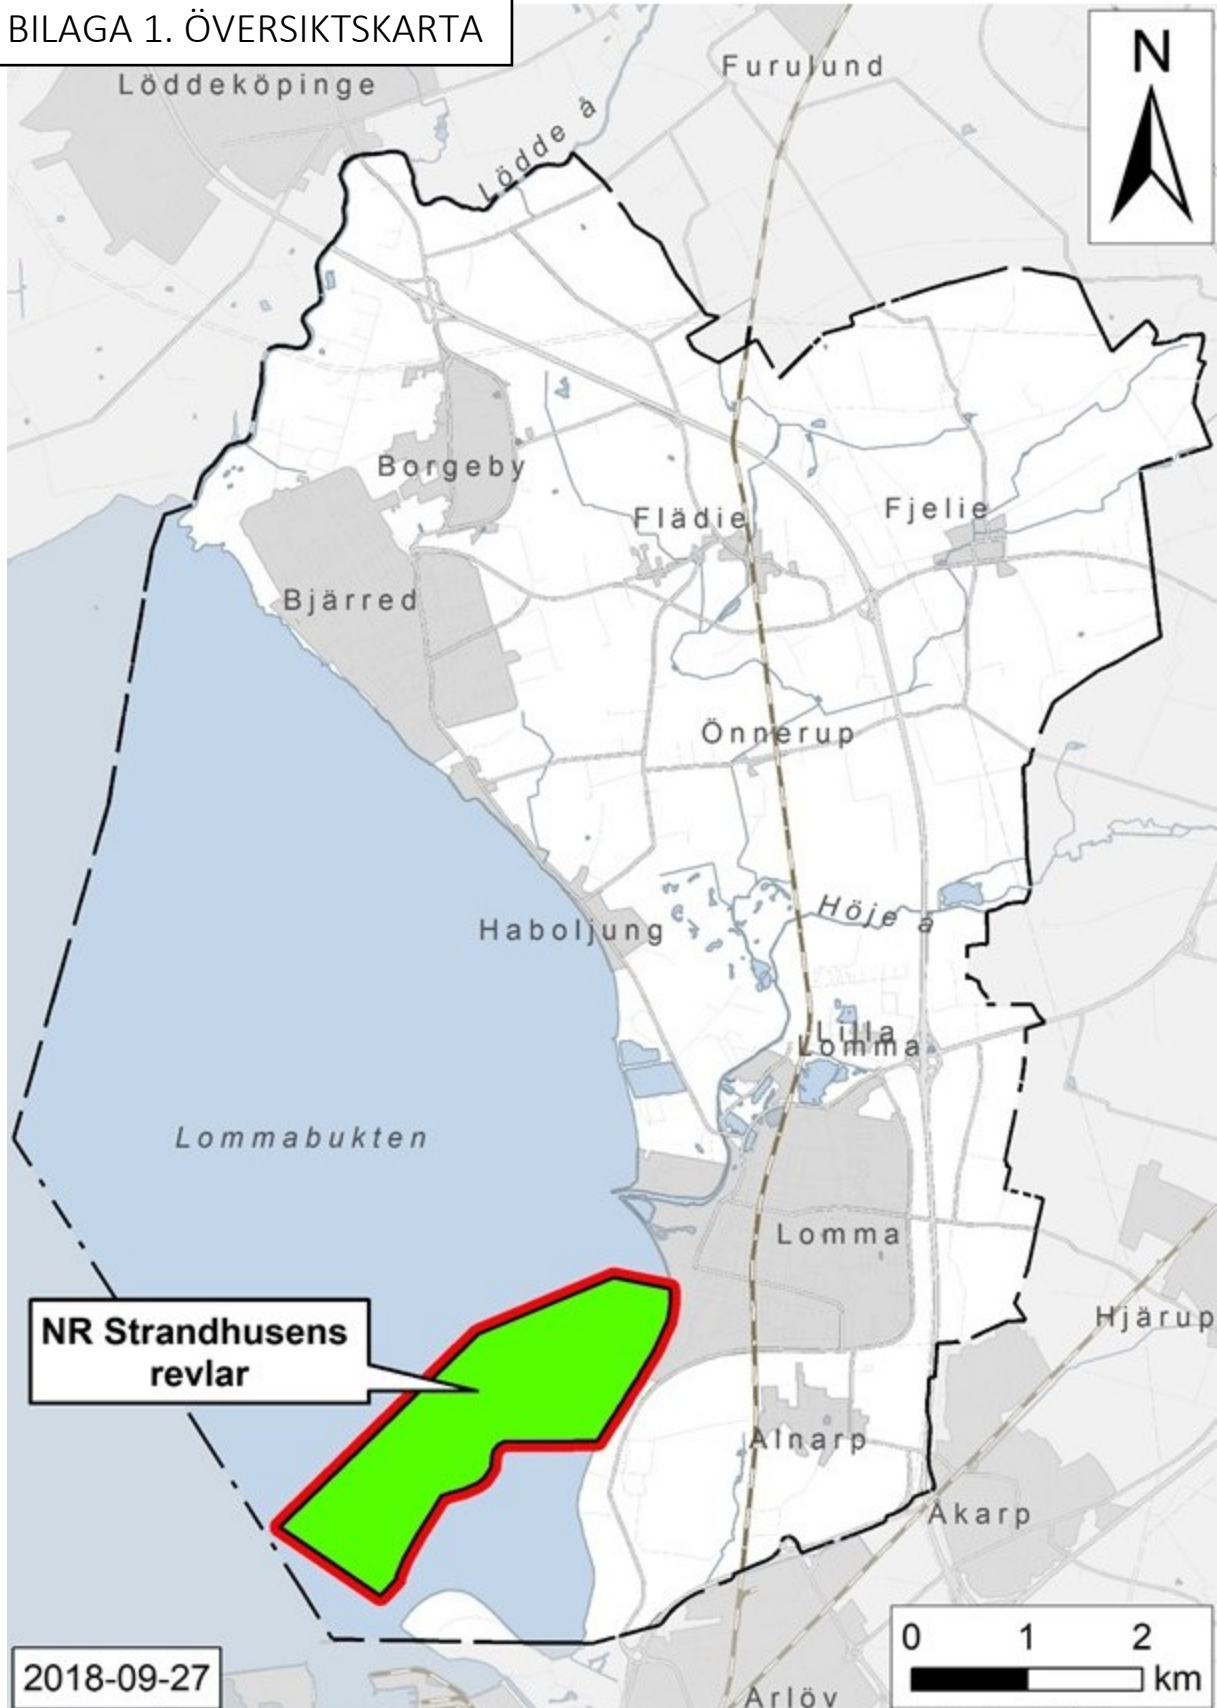 BILAGA 1. ÖVERSIKTSKARTA
Löddeköpinge
Furulund
N
Lödde å
Borgeby
Flädie
Fjelie
Bjärred
Önnerup
Höje å
Haboljung
Lilla
Lomma
Lommabukten
Lomma
NR Strandhusens
revlar
Hjärup
Alnarp
Åkarp
2018-09-27
0 1 2
km
Arlöv